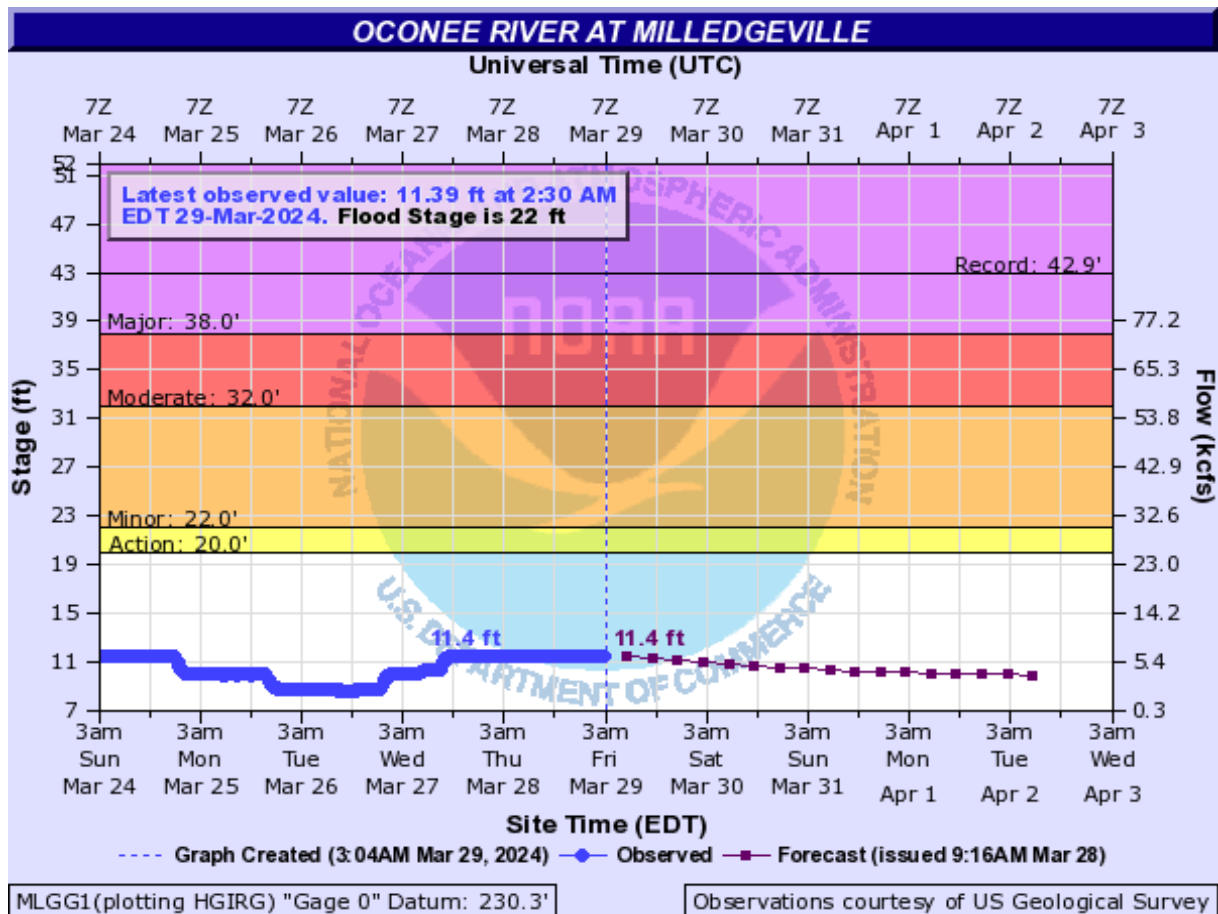 OCONEE RIVER AT MILLEDGEVILLE
Universal Time (UTC)
7Z 7Z 7Z 7Z 7Z 7Z 7Z 7Z 7Z 7Z 7Z
Mar 24 Mar 25 Mar 26 Mar 27 Mar 28 Mar 29 Mar 30 Mar 31 Apr 1 Apr 2 Apr 3
52
51
Latest observed value: 11.39 ft at 2:30 AM
EDT 29-Mar-2024. Flood Stage is 22 ft
47
Record: 42.9'
43
39 77.2
Major: 38.0'
35 65.3
Moderate: 32.0'
31 53.8
27 42.9
23 32.6
Minor: 22.0'
Action: 20.0'
19 23.0
15 14.2
11.4 ft 11.4 ft
11 5.4
7 0.3
Stage (ft)
Flow (kcfs)
NATIONAL OCEANIC AND ATMOSPHERIC ADMINISTRATION
NOAA
U.S. DEPARTMENT OF COMMERCE
3am 3am 3am 3am 3am 3am 3am 3am 3am 3am 3am
Sun Mon Tue Wed Thu Fri Sat Sun Mon Tue Wed
Mar 24 Mar 25 Mar 26 Mar 27 Mar 28 Mar 29 Mar 30 Mar 31 Apr 1 Apr 2 Apr 3
Site Time (EDT)
Graph Created (3:04AM Mar 29, 2024) Observed Forecast (issued 9:16AM Mar 28)
MLGG1(plotting HGIRG) "Gage 0" Datum: 230.3' Observations courtesy of US Geological Survey